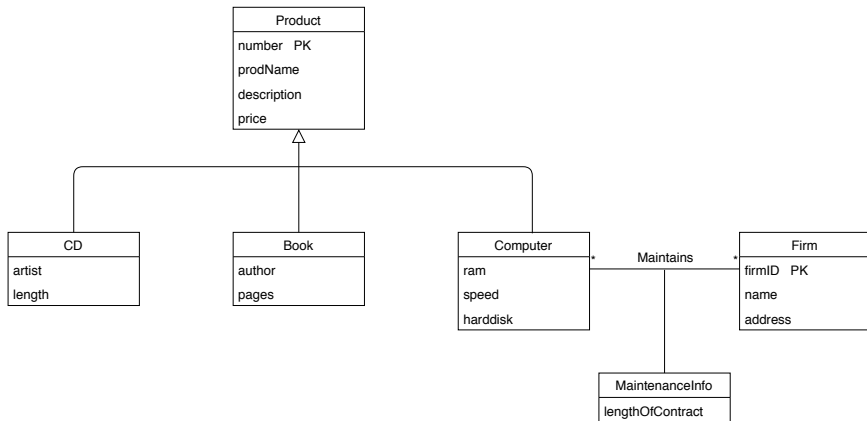 Product
number PK
prodName
description
price
CD
artist
length
Book
author
pages
Computer
ram
speed
harddisk
*
Maintains
*
Firm
firmID PK
name
address
MaintenanceInfo
lengthOfContract